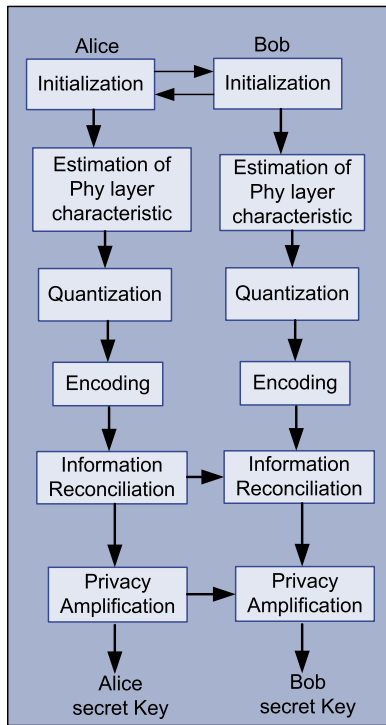 Alice
Bob
Initialization
Initialization
Estimation of
Phy layer
characteristic
Estimation of
Phy layer
characteristic
Quantization
Quantization
Encoding
Encoding
Information
Reconciliation
Information
Reconciliation
Privacy
Amplification
Privacy
Amplification
Alice
secret Key
Bob
secret Key